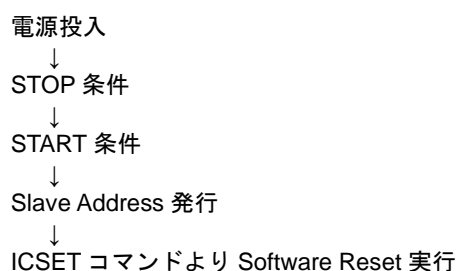 電源投入
↓
STOP 条件
↓
START 条件
↓
Slave Address 発行
↓
ICSET コマンドより Software Reset 実行